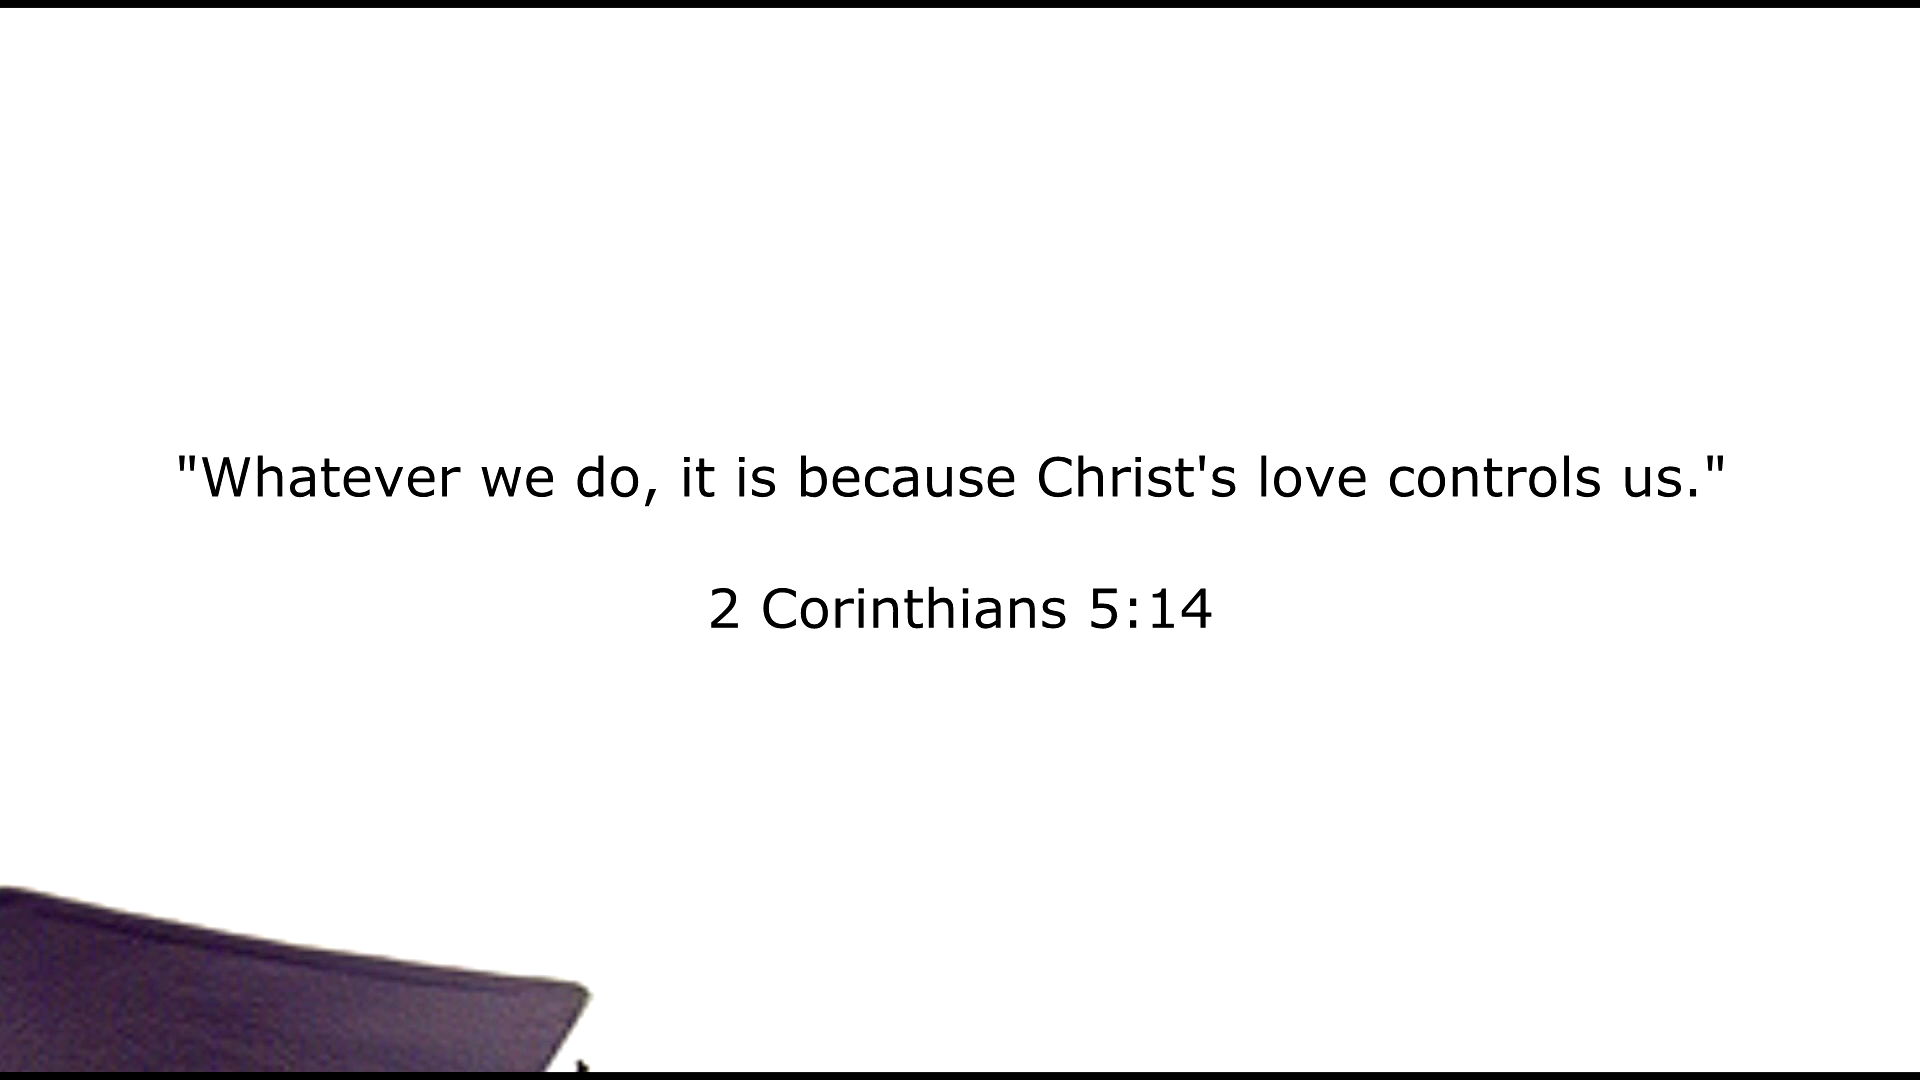 "Whatever we do, it is because Christ's love controls us."
2 Corinthians 5:14